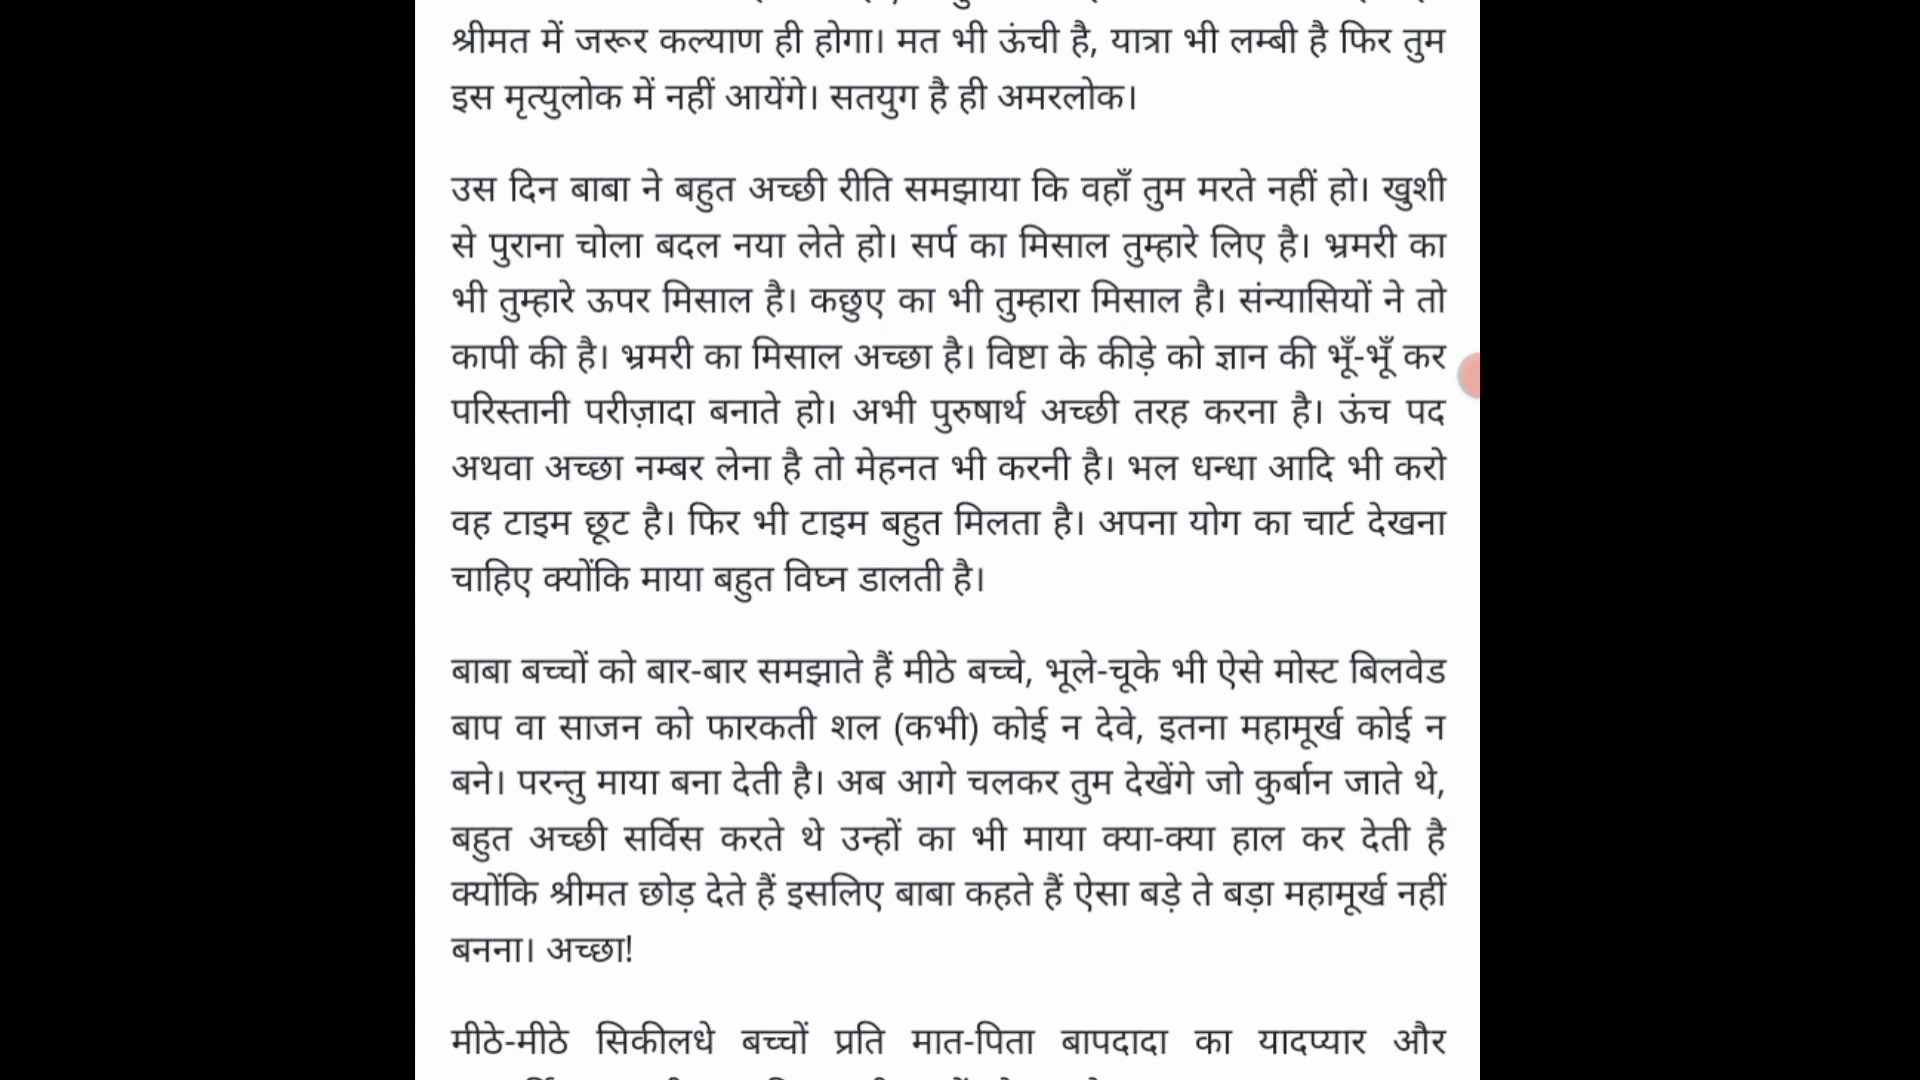 श्रीमत में जरूर कल्याण ही होगा। मत भी ऊंची है, यात्रा भी लम्बी है फिर तुम
इस मृत्युलोक में नहीं आयेंगे। सतयुग है ही अमरलोक।
उस दिन बाबा ने बहुत अच्छी रीति समझाया कि वहाँ तुम मरते नहीं हो। खुशी
से पुराना चोला बदल नया लेते हो। सर्प का मिसाल तुम्हारे लिए है। भ्रमरी का
भी तुम्हारे ऊपर मिसाल है। कछुए का भी तुम्हारा मिसाल है। संन्यासियों ने तो
कापी की है। भ्रमरी का मिसाल अच्छा है। विष्टा के कीड़े को ज्ञान की भूँ-भूँ कर
परिस्तानी परीज़ादा बनाते हो। अभी पुरुषार्थ अच्छी तरह करना है। ऊंच पद
अथवा अच्छा नम्बर लेना है तो मेहनत भी करनी है। भल धन्धा आदि भी करो
वह टाइम छूट है। फिर भी टाइम बहुत मिलता है। अपना योग का चार्ट देखना
चाहिए क्योंकि माया बहुत विघ्न डालती है।
बाबा बच्चों को बार-बार समझाते हैं मीठे बच्चे, भूले-चूके भी ऐसे मोस्ट बिलवेड
बाप वा साजन को फारकती शल (कभी) कोई न देवे, इतना महामूर्ख कोई न
बने। परन्तु माया बना देती है। अब आगे चलकर तुम देखेंगे जो कुर्बान जाते थे,
बहुत अच्छी सर्विस करते थे उन्हों का भी माया क्या-क्या हाल कर देती है
क्योंकि श्रीमत छोड़ देते हैं इसलिए बाबा कहते हैं ऐसा बड़े ते बड़ा महामूर्ख नहीं
बनना। अच्छा!
मीठे-मीठे सिकीलधे बच्चों प्रति मात-पिता बापदादा का यादप्यार और